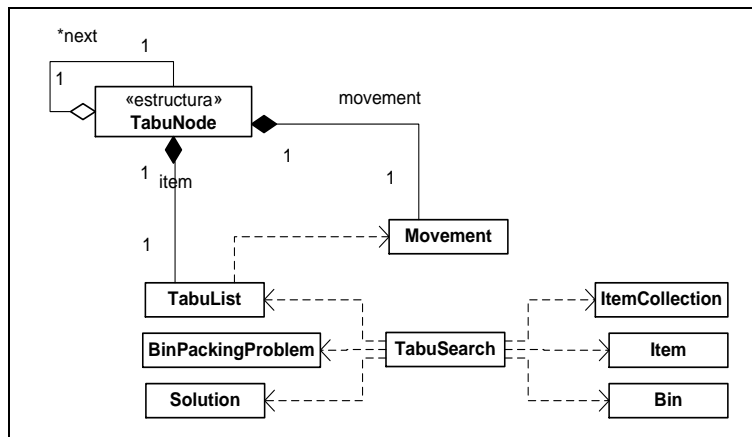 *next
1
1
«estructura»
TabuNode
movement
1
item
1
1
1
Movement
TabuList
ItemCollection
BinPackingProblem
TabuSearch
Item
Solution
Bin